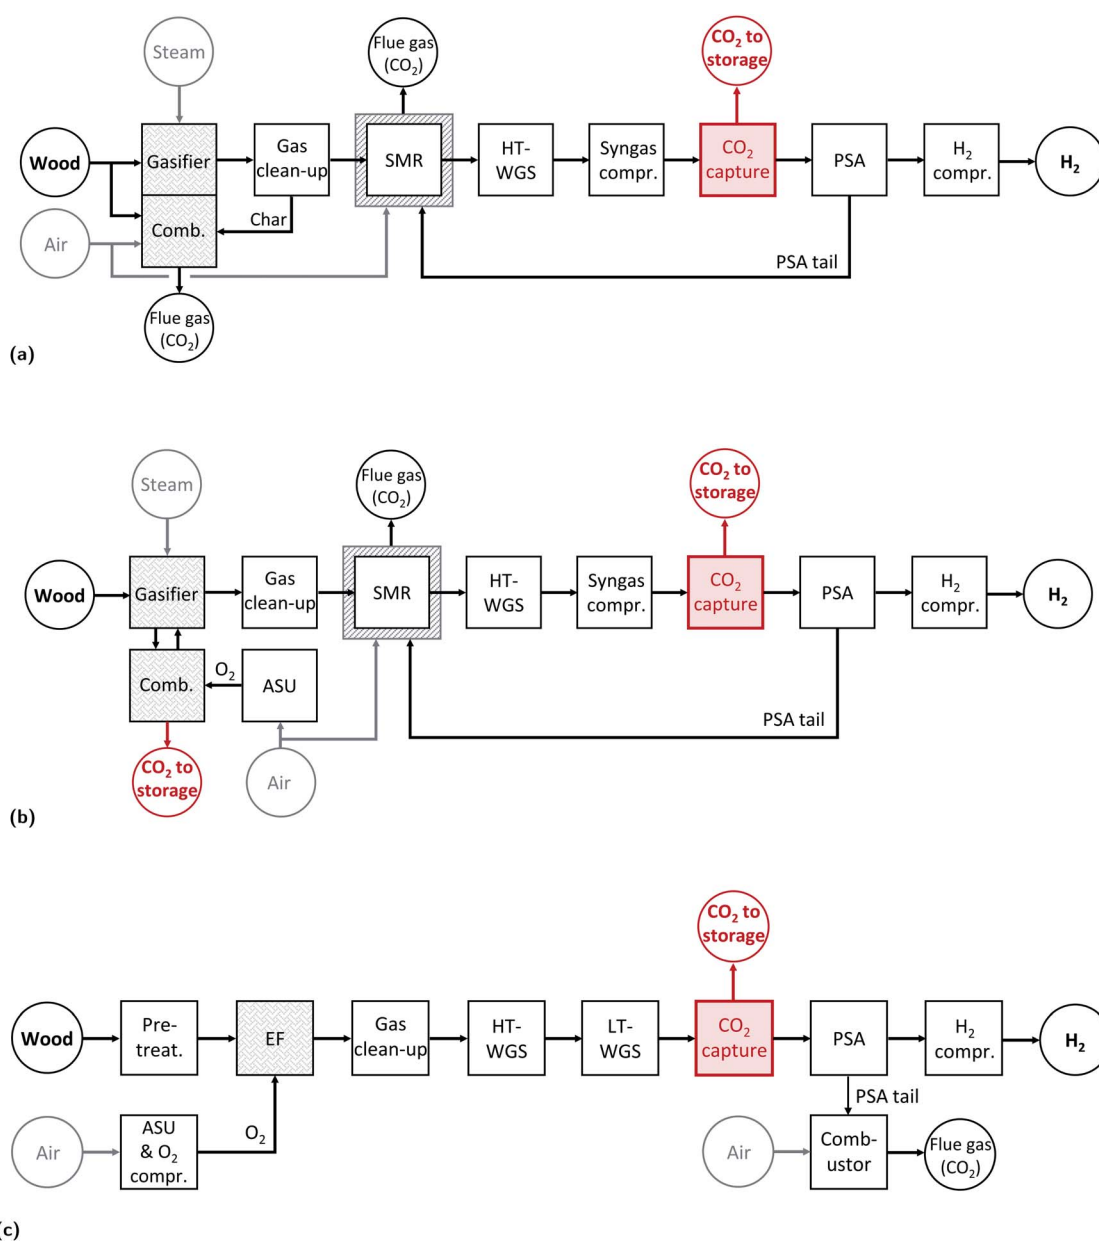 Steam
Flue gas
(CO₂)
CO₂ to
storage
Wood
Gasifier
Gas
clean-up
SMR
HT-
WGS
Syngas
compr.
CO₂
capture
PSA
H₂
compr.
H₂
Air
Comb.
Char
PSA tail
Flue gas
(CO₂)
(a)
Steam
Flue gas
(CO₂)
CO₂ to
storage
Wood
Gasifier
Gas
clean-up
SMR
HT-
WGS
Syngas
compr.
CO₂
capture
PSA
H₂
compr.
H₂
Comb.
O₂
ASU
PSA tail
CO₂ to
storage
Air
(b)
CO₂ to
storage
Wood
Pre-
treat.
EF
Gas
clean-up
HT-
WGS
LT-
WGS
CO₂
capture
PSA
H₂
compr.
H₂
PSA tail
Air
ASU
& O₂
compr.
O₂
Air
Comb-
ustor
Flue gas
(CO₂)
(c)